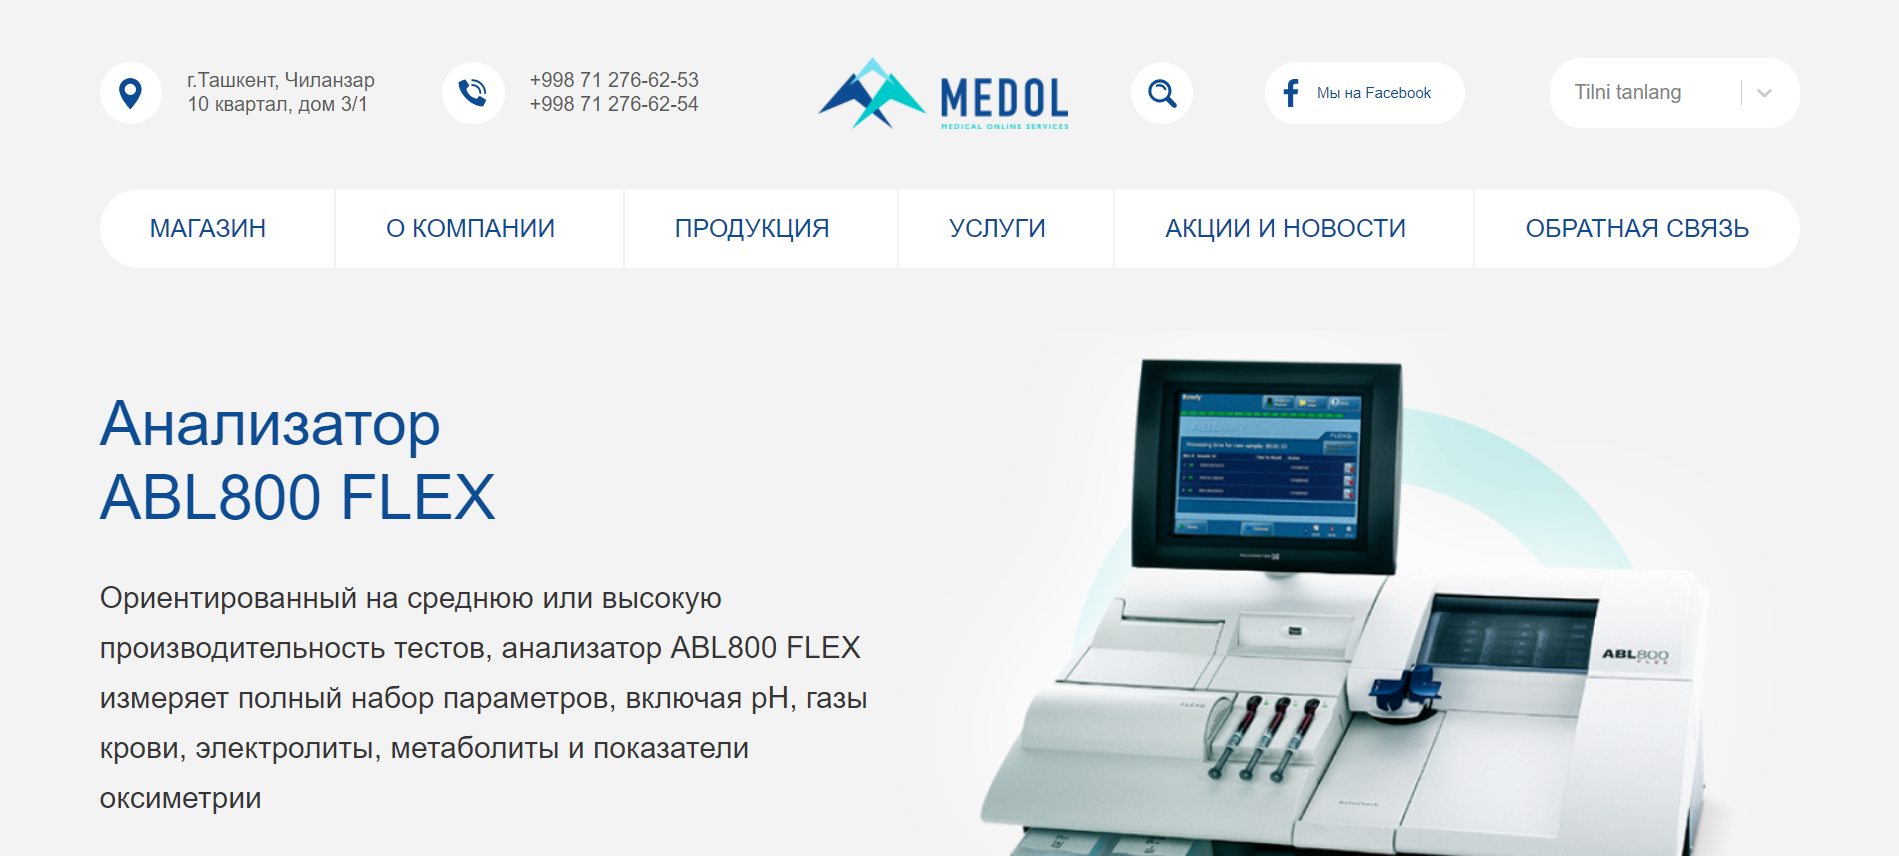 г.Ташкент, Чиланзар
10 квартал, дом 3/1
+998 71 276-62-53
+998 71 276-62-54
MEDOL
MEDICAL ONLINE SERVICES
Мы на Facebook
Tilni tanlang
МАГАЗИН
О КОМПАНИИ
ПРОДУКЦИЯ
УСЛУГИ
АКЦИИ И НОВОСТИ
ОБРАТНАЯ СВЯЗЬ
Анализатор
ABL800 FLEX
Ориентированный на среднюю или высокую
производительность тестов, анализатор ABL800 FLEX
измеряет полный набор параметров, включая pH, газы
крови, электролиты, метаболиты и показатели
оксиметрии
Ready
FLEXQ
ABL800
FLEX
FLEXQ